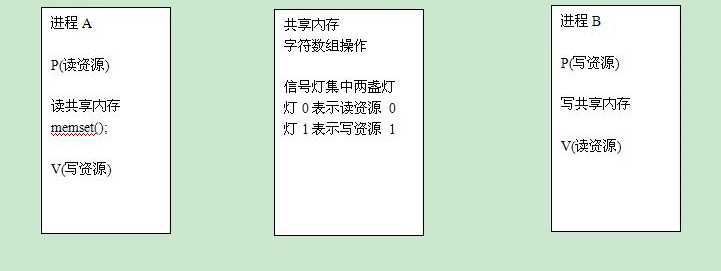 进程 A
P(读资源)
读共享内存
memset();
V(写资源)
共享内存
字符数组操作
信号灯集中两盏灯
灯 0 表示读资源 0
灯 1 表示写资源 1
进程 B
P(写资源)
写共享内存
V(读资源)